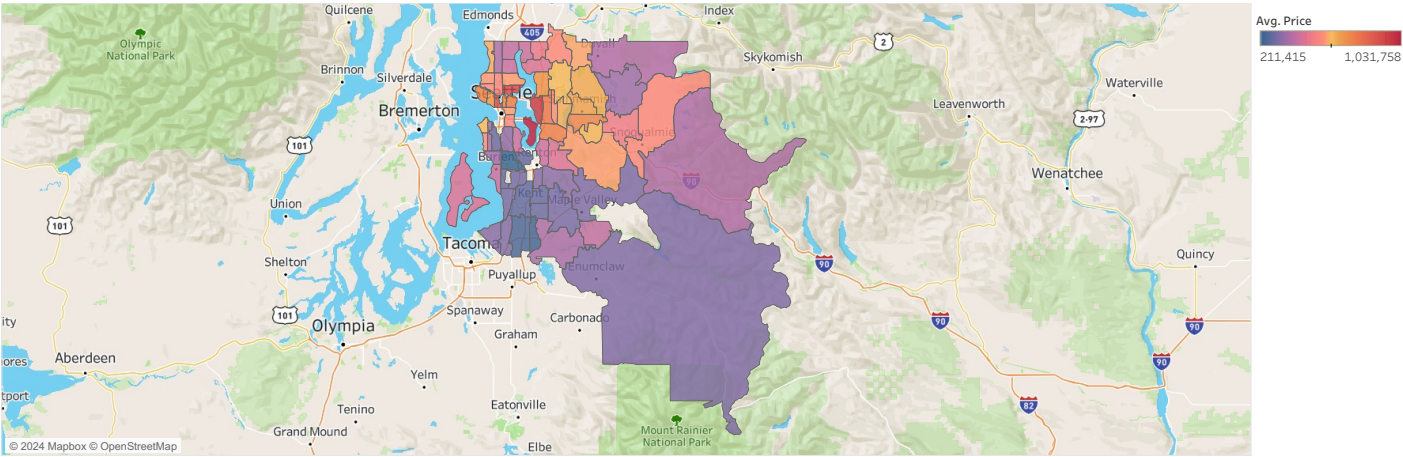 Quilcene
Edmonds
Index
405
Duvall
2
Olympic
National Park
Skykomish
Brinnon
Silverdale
Waterville
Leavenworth
Bremerton
2-97
101
Snoqualmie
Burien
Renton
Wenatchee
90
Kent
Maple Valley
Union
101
Tacoma
Quincy
Shelton
Enumclaw
90
Puyallup
101
Spanaway
Carbonado
90
90
Olympia
Graham
Aberdeen
90
Yelm
Eatonville
82
Tenino
Grand Mound
Mount Rainier
National Park
Elbe
© 2024 Mapbox © OpenStreetMap
Avg. Price
211,415
1,031,758